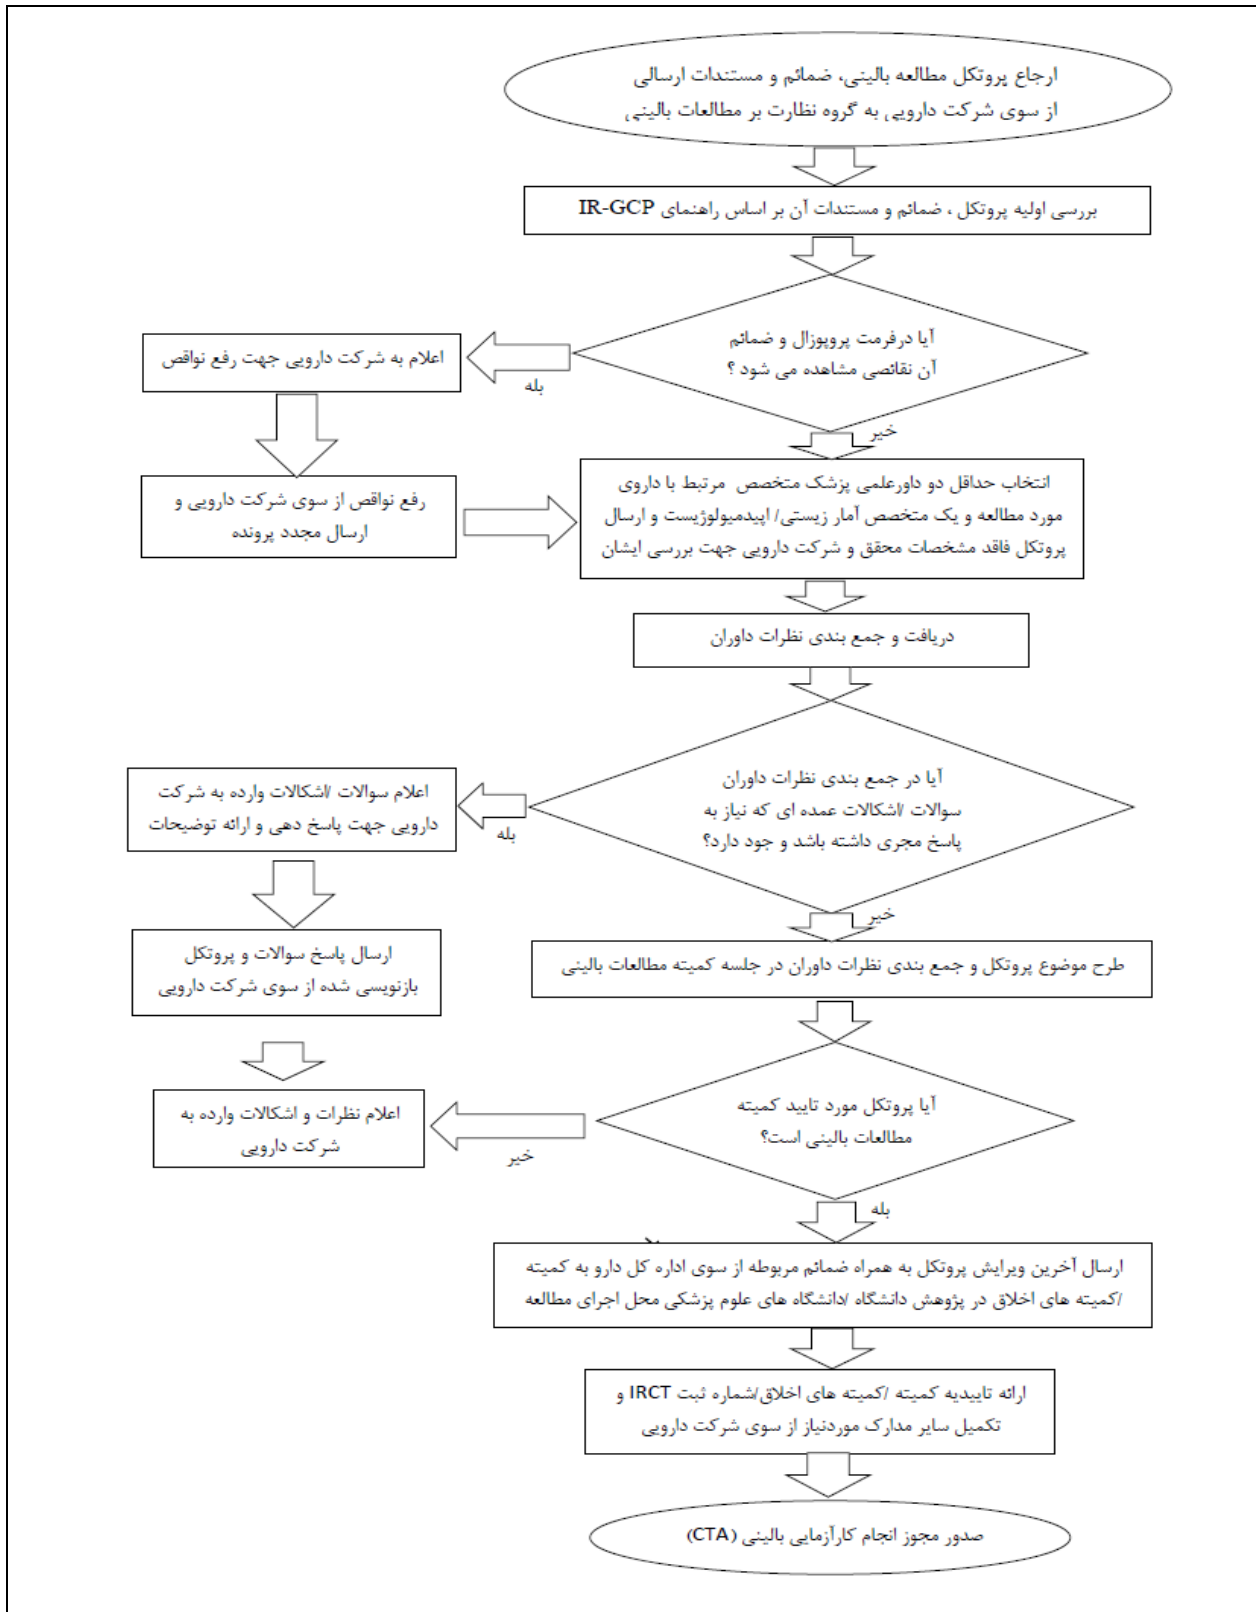 ارجاع پروتکل مطالعه بالینی، ضمائم و مستندات ارسالی
از سوی شرکت دارویی به گروه نظارت بر مطالعات بالینی
بررسی اولیه پروتکل ، ضمائم و مستندات آن بر اساس راهنمای IR-GCP
آیا درفرمت پروپوزال و ضمائم
آن نقائصی مشاهده می شود ؟
بله
اعلام به شرکت دارویی جهت رفع نواقص
خیر
رفع نواقص از سوی شرکت دارویی و
ارسال مجدد پرونده
انتخاب حداقل دو داورعلمی پزشک متخصص مرتبط با داروی
مورد مطالعه و یک متخصص آمار زیستی/ اپیدمیولوژیست و ارسال
پروتکل فاقد مشخصات محقق و شرکت دارویی جهت بررسی ایشان
دریافت و جمع بندی نظرات داوران
آیا در جمع بندی نظرات داوران
سوالات /اشکالات عمده ای که نیاز به
پاسخ مجری داشته باشد و جود دارد؟
بله
اعلام سوالات /اشکالات وارده به شرکت
دارویی جهت پاسخ دهی و ارائه توضیحات
خیر
ارسال پاسخ سوالات و پروتکل
بازنویسی شده از سوی شرکت دارویی
طرح موضوع پروتکل و جمع بندی نظرات داوران در جلسه کمیته مطالعات بالینی
آیا پروتکل مورد تایید کمیته
مطالعات بالینی است؟
خیر
اعلام نظرات و اشکالات وارده به
شرکت دارویی
بله
ارسال آخرین ویرایش پروتکل به همراه ضمائم مربوطه از سوی اداره کل دارو به کمیته
/کمیته های اخلاق در پژوهش دانشگاه /دانشگاه های علوم پزشکی محل اجرای مطالعه
ارائه تاییدیه کمیته /کمیته های اخلاق/شماره ثبت IRCT و
تکمیل سایر مدارک موردنیاز از سوی شرکت دارویی
صدور مجوز انجام کارآزمایی بالینی (CTA)